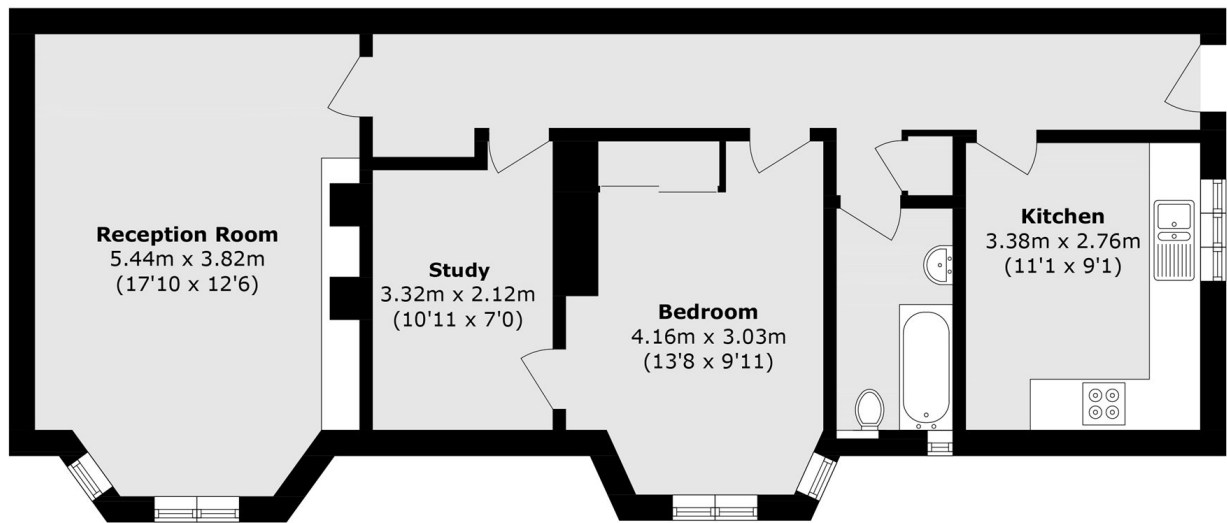 Reception Room
5.44m x 3.82m
(17'10 x 12'6)
Study
3.32m x 2.12m
(10'11 x 7'0)
Bedroom
4.16m x 3.03m
(13'8 x 9'11)
Kitchen
3.38m x 2.76m
(11'1 x 9'1)